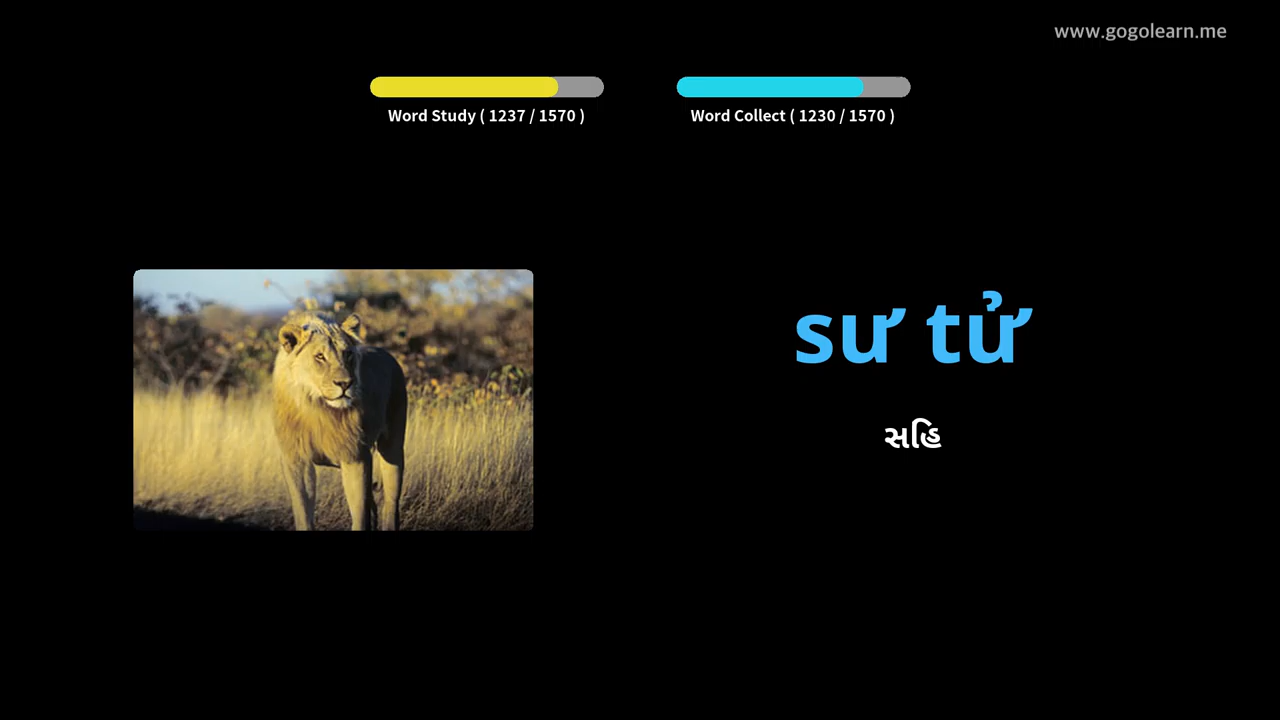 www.gogolearn.me
Word Study ( 1237 / 1570 )
Word Collect ( 1230 / 1570 )
sư tử
સહિ